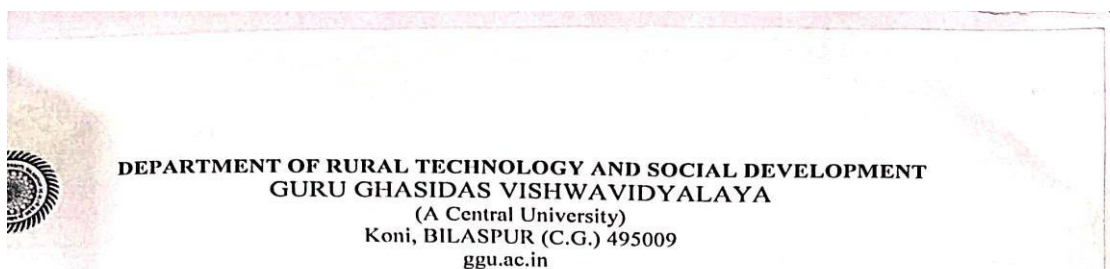 DEPARTMENT OF RURAL TECHNOLOGY AND SOCIAL DEVELOPMENT
GURU GHASIDAS VISHWAVIDYALAYA
(A Central University)
Koni, BILASPUR (C.G.) 495009
ggu.ac.in